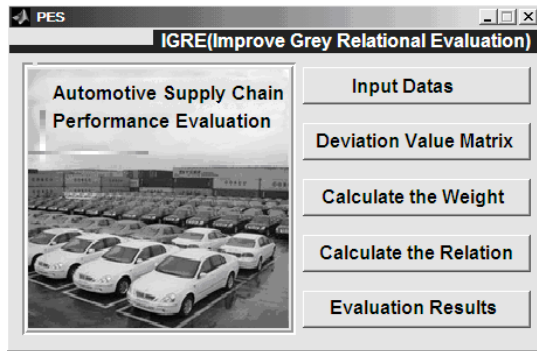 PES
IGRE(Improve Grey Relational Evaluation)
Automotive Supply Chain
Performance Evaluation
Input Datas
Deviation Value Matrix
Calculate the Weight
Calculate the Relation
Evaluation Results